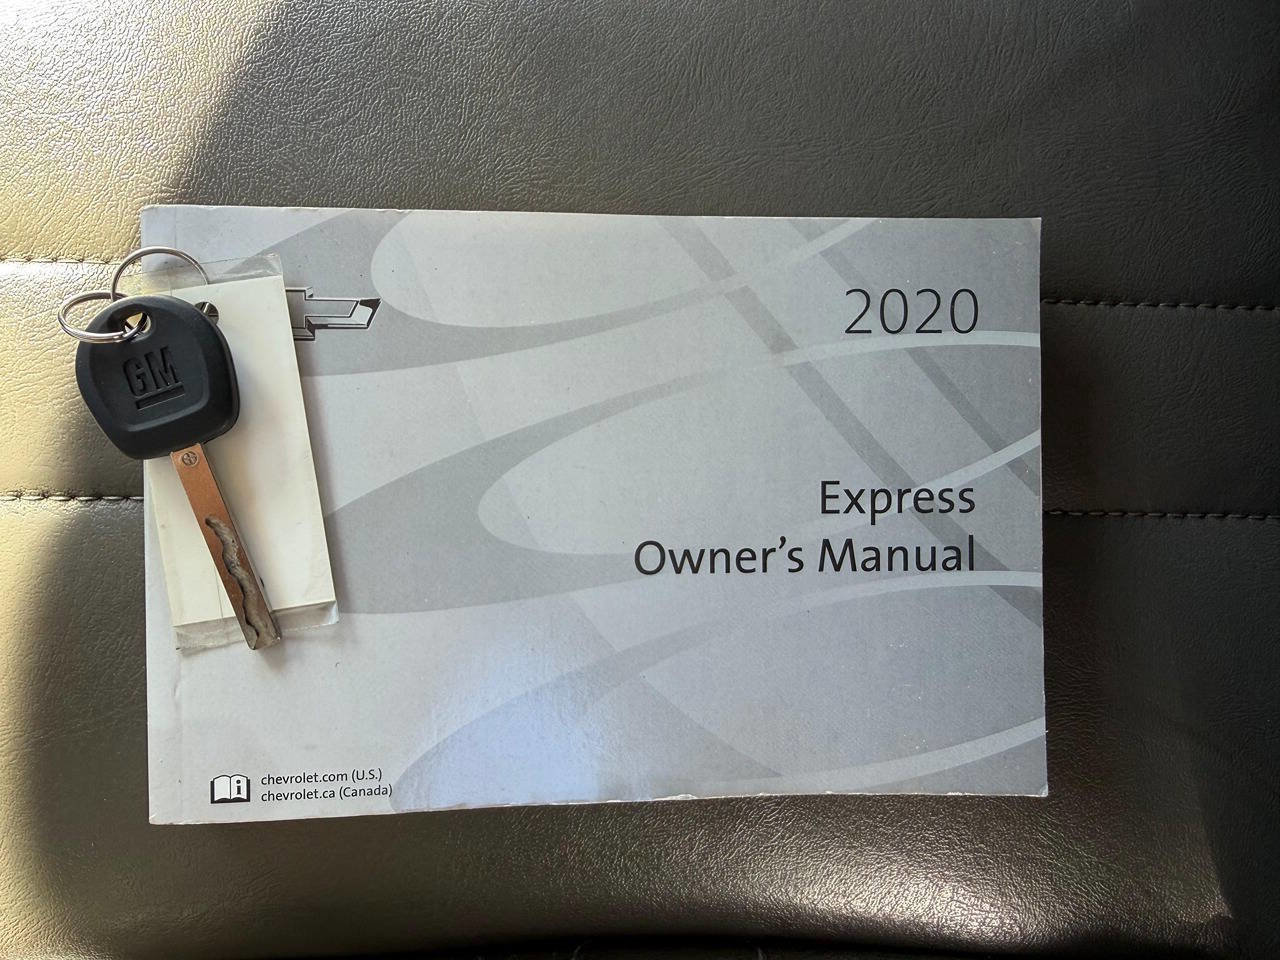 2020
GM
Express
Owner's Manual
chevrolet.com (U.S.)
chevrolet.ca (Canada)